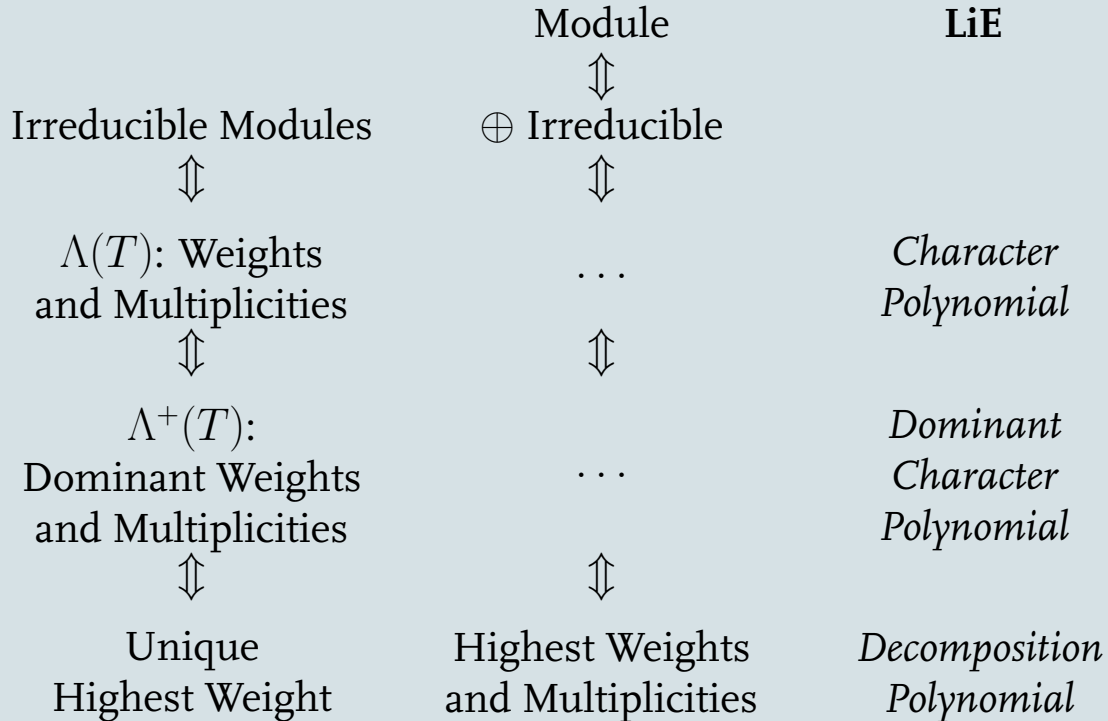 Module LiE
⇕
Irreducible Modules ⊕ Irreducible
⇕ ⇕
Λ(T): Weights
and Multiplicities
. . .
Character
Polynomial
⇕ ⇕
Λ⁺(T):
Dominant Weights
and Multiplicities
. . .
Dominant
Character
Polynomial
⇕ ⇕
Unique
Highest Weight
Highest Weights
and Multiplicities
Decomposition
Polynomial